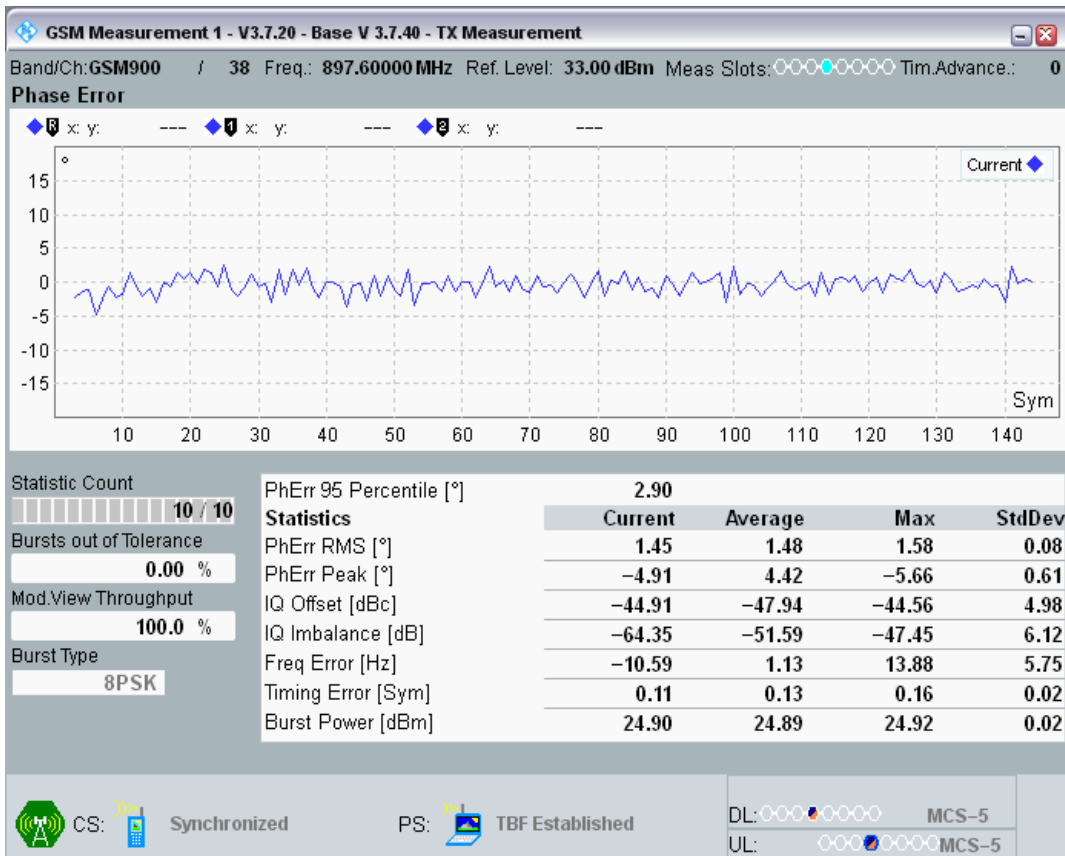 GSM Measurement 1 - V3.7.20 - Base V 3.7.40 - TX Measurement
Band/Ch:GSM900 / 38 Freq.: 897.60000 MHz Ref. Level: 33.00 dBm Meas Slots: Tim.Advance.: 0
Phase Error
R x: y: --- 1 x: y: --- 2 x: y: ---
°
Current
15
10
5
0
-5
-10
-15
Sym
10 20 30 40 50 60 70 80 90 100 110 120 130 140
Statistic Count
10 / 10
Bursts out of Tolerance
0.00 %
Mod.View Throughput
100.0 %
Burst Type
8PSK
PhErr 95 Percentile [°] 2.90
Statistics Current Average Max StdDev
PhErr RMS [°] 1.45 1.48 1.58 0.08
PhErr Peak [°] −4.91 4.42 −5.66 0.61
IQ Offset [dBc] −44.91 −47.94 −44.56 4.98
IQ Imbalance [dB] −64.35 −51.59 −47.45 6.12
Freq Error [Hz] −10.59 1.13 13.88 5.75
Timing Error [Sym] 0.11 0.13 0.16 0.02
Burst Power [dBm] 24.90 24.89 24.92 0.02
CS: Synchronized PS: TBF Established
DL: MCS−5
UL: MCS−5